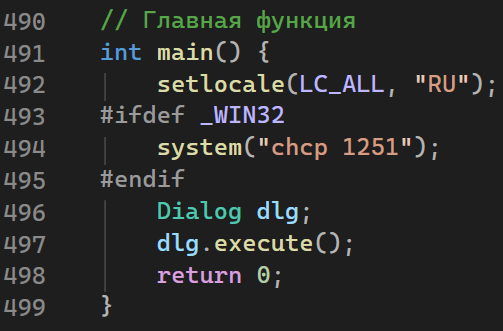 490 // Главная функция
491 int main() {
492 setlocale(LC_ALL, "RU");
493 #ifdef _WIN32
494 system("chcp 1251");
495 #endif
496 Dialog dlg;
497 dlg.execute();
498 return 0;
499 }